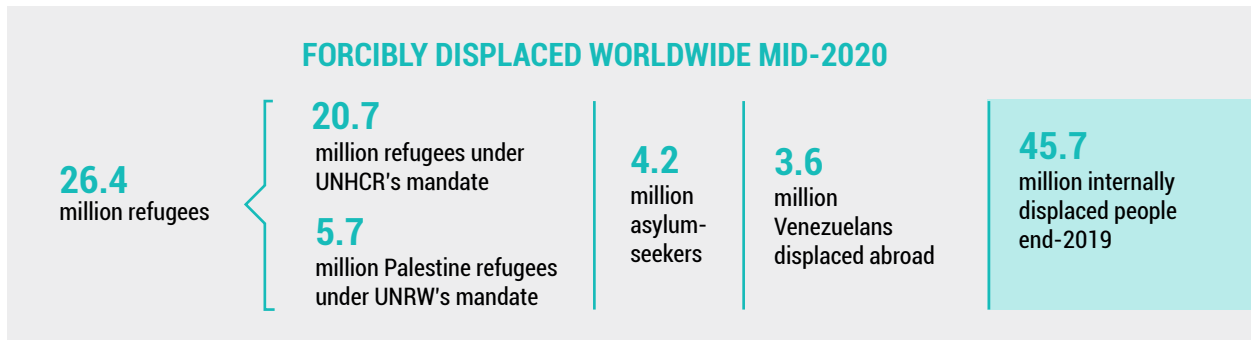 FORCIBLY DISPLACED WORLDWIDE MID-2020
26.4
million refugees
20.7
million refugees under
UNHCR's mandate
5.7
million Palestine refugees
under UNRW's mandate
4.2
million
asylum-
seekers
3.6
million
Venezuelans
displaced abroad
45.7
million internally
displaced people
end-2019